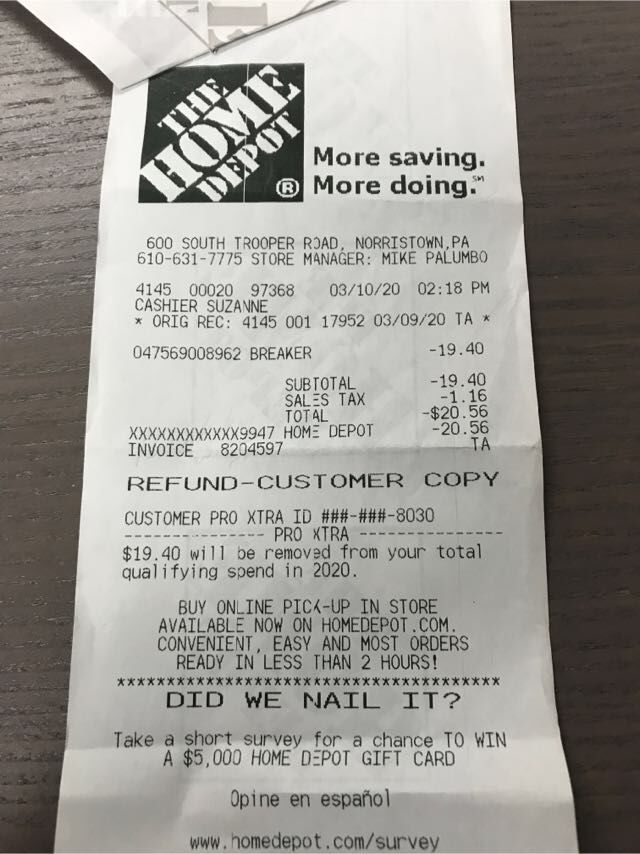 THE
HOME
DEPOT
®
More saving.
More doing.℠
600 SOUTH TROOPER ROAD, NORRISTOWN,PA
610-631-7775 STORE MANAGER: MIKE PALUMBO
4145 00020 97368 03/10/20 02:18 PM
CASHIER SUZANNE
* ORIG REC: 4145 001 17952 03/09/20 TA *
047569008962 BREAKER -19.40
SUBTOTAL -19.40
SALES TAX -1.16
TOTAL -$20.56
XXXXXXXXXXXX9947 HOME DEPOT -20.56
INVOICE 8204597 TA
REFUND-CUSTOMER COPY
CUSTOMER PRO XTRA ID ###-###-8030
-------------- PRO XTRA ---------------
$19.40 will be removed from your total
qualifying spend in 2020.
BUY ONLINE PICK-UP IN STORE
AVAILABLE NOW ON HOMEDEPOT.COM.
CONVENIENT, EASY AND MOST ORDERS
READY IN LESS THAN 2 HOURS!
***************************************
DID WE NAIL IT?
Take a short survey for a chance TO WIN
A $5,000 HOME DEPOT GIFT CARD
Opine en español
www.homedepot.com/survey